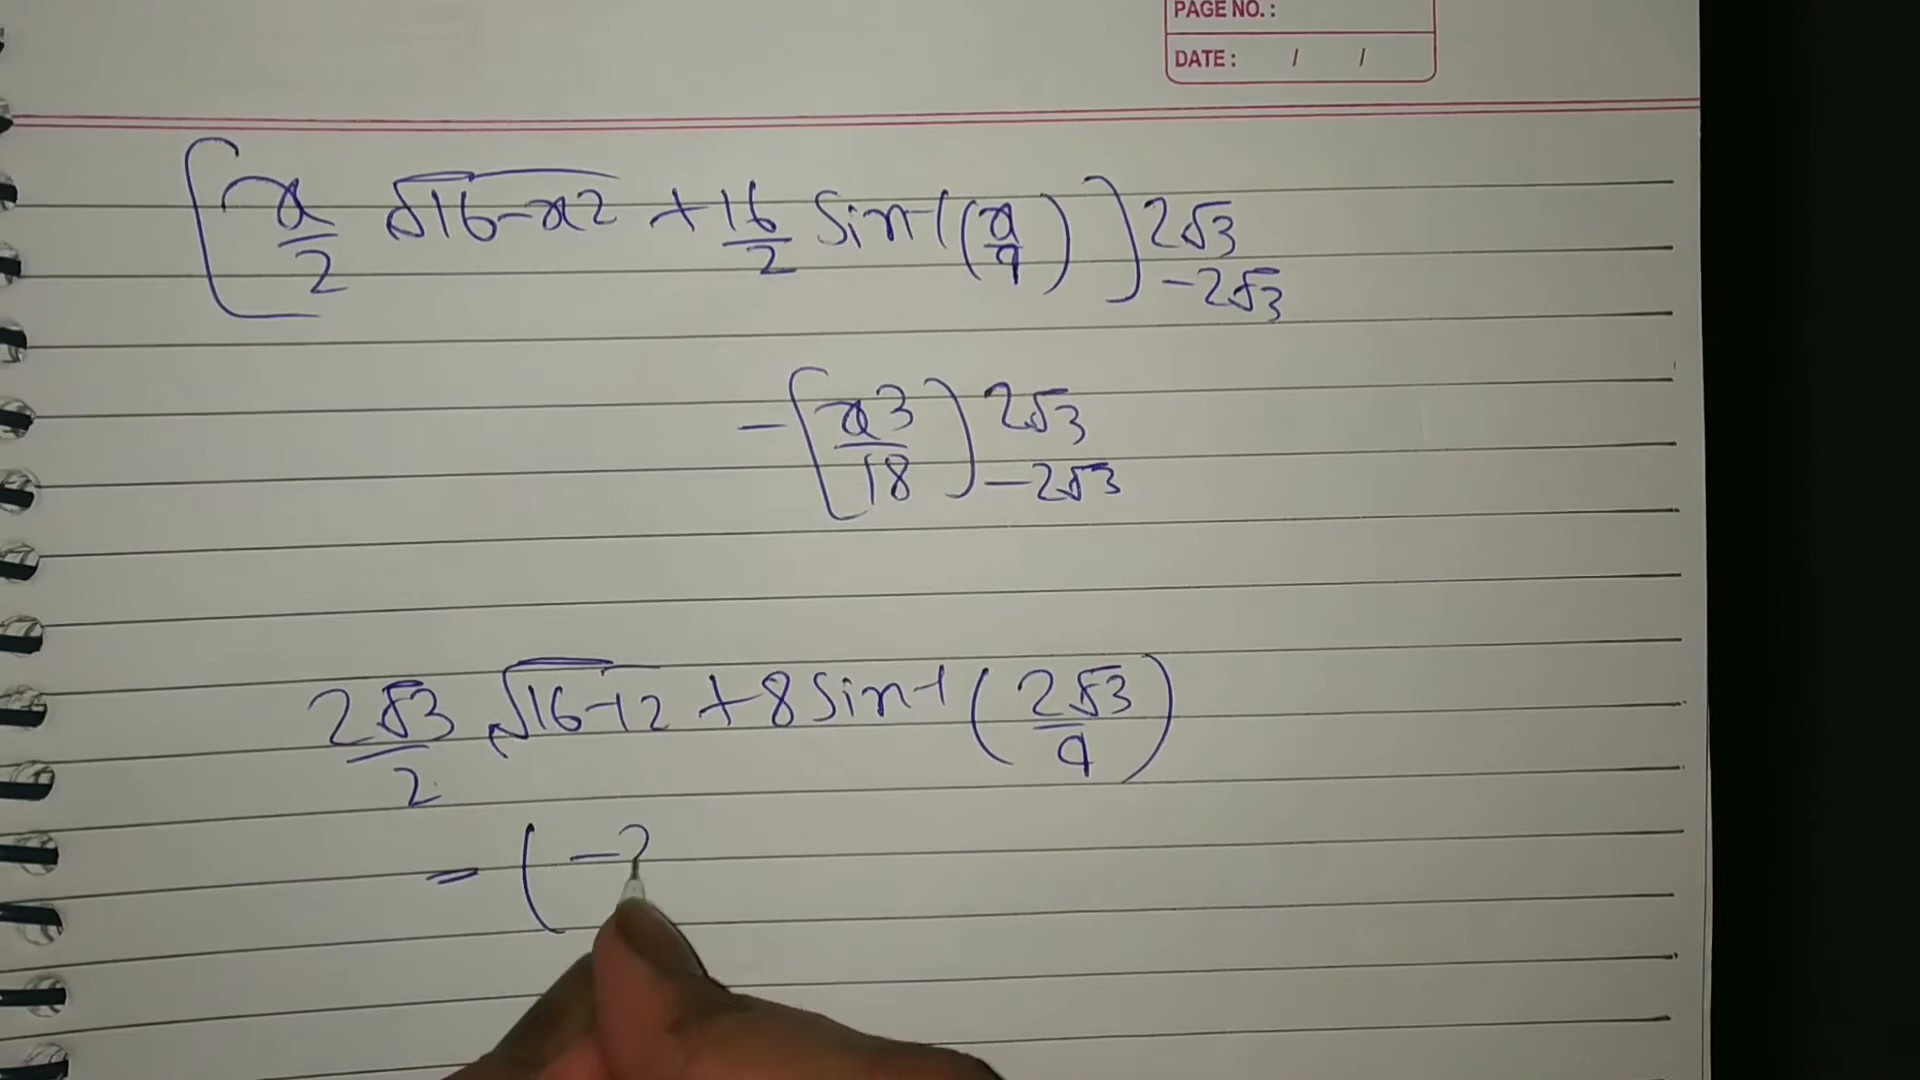 PAGE NO. :
DATE : / /
[x/2 √16-x2 + 16/2 Sin-1(x/4)] 2√3 -2√3
- [x3/18] 2√3 -2√3
2√3/2 √16-12 + 8 Sin-1 (2√3/4)
= ( -2